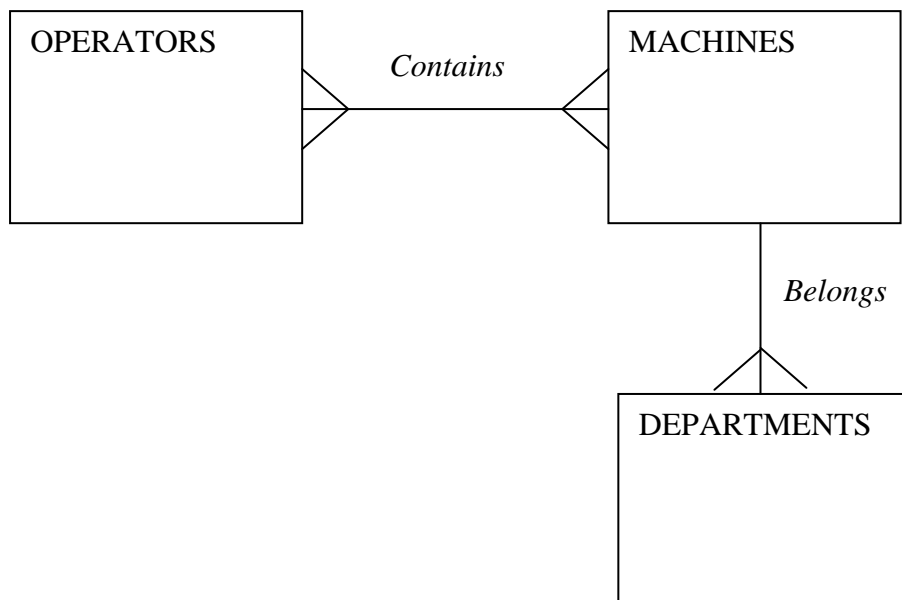 OPERATORS
Contains
MACHINES
Belongs
DEPARTMENTS